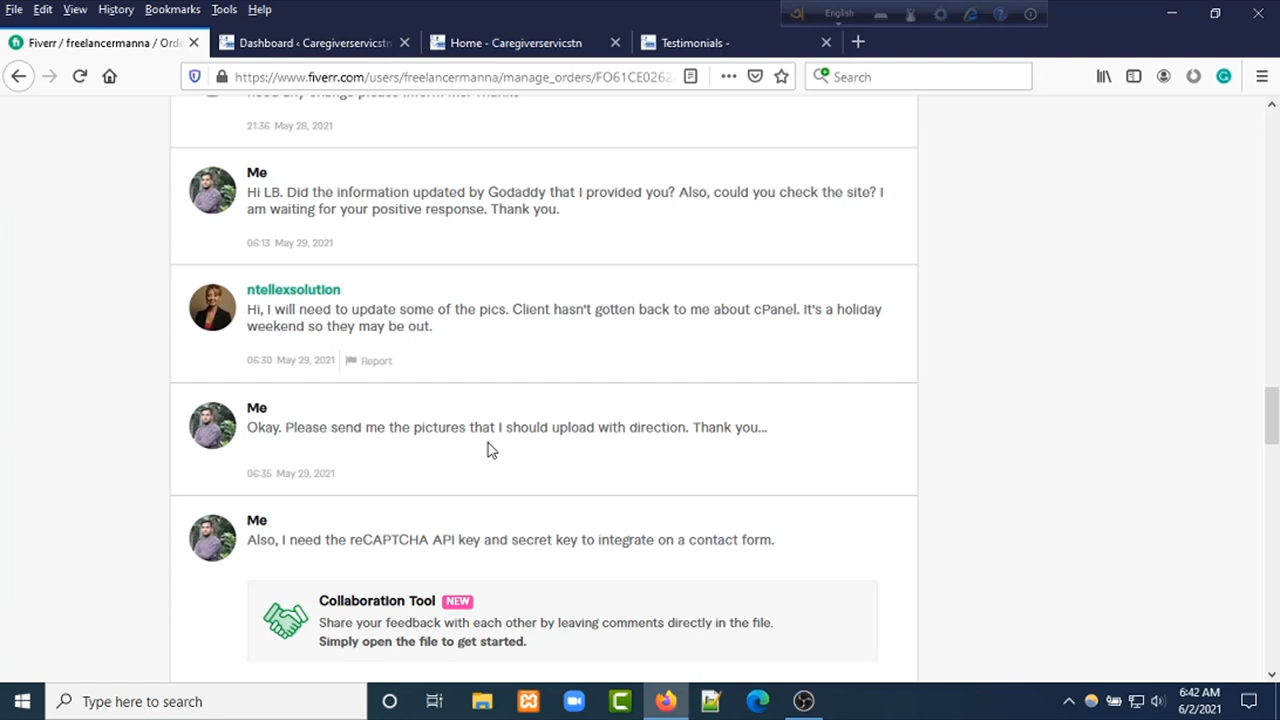 File Edit View History Bookmarks Tools Help
English
Fiverr / freelancermanna / Orde
Dashboard ‹ Caregiverservicstn
Home - Caregiverservicstn
Testimonials -
https://www.fiverr.com/users/freelancermanna/manage_orders/FO61CE0262
Search
21:36 May 28, 2021
Me
Hi LB. Did the information updated by Godaddy that I provided you? Also, could you check the site? I
am waiting for your positive response. Thank you.
06:13 May 29, 2021
ntellexsolution
Hi, I will need to update some of the pics. Client hasn't gotten back to me about cPanel. It's a holiday
weekend so they may be out.
06:30 May 29, 2021 Report
Me
Okay. Please send me the pictures that I should upload with direction. Thank you...
06:35 May 29, 2021
Me
Also, I need the reCAPTCHA API key and secret key to integrate on a contact form.
Collaboration Tool NEW
Share your feedback with each other by leaving comments directly in the file.
Simply open the file to get started.
Type here to search
6:42 AM
6/2/2021